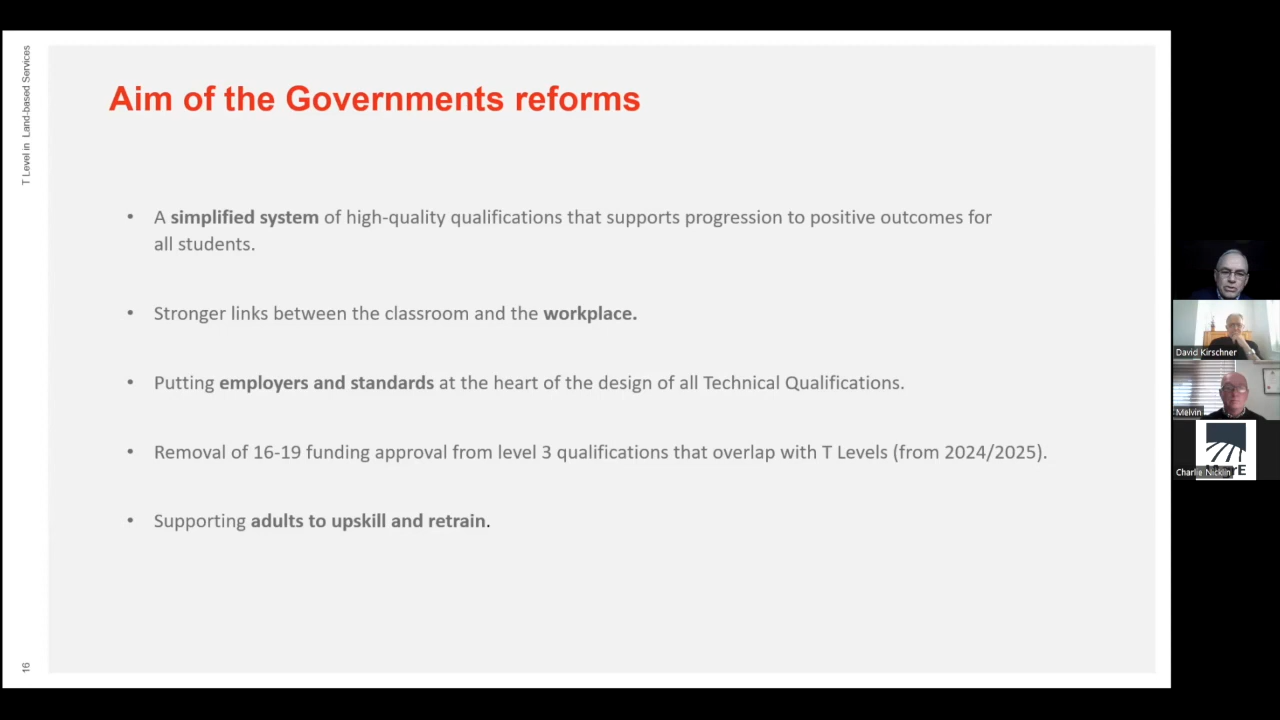 T Level in Land-based Services
Aim of the Governments reforms
• A simplified system of high-quality qualifications that supports progression to positive outcomes for
all students.
• Stronger links between the classroom and the workplace.
• Putting employers and standards at the heart of the design of all Technical Qualifications.
• Removal of 16-19 funding approval from level 3 qualifications that overlap with T Levels (from 2024/2025).
• Supporting adults to upskill and retrain.
16
David Kirschner
Melvin
Charlie Nicklin